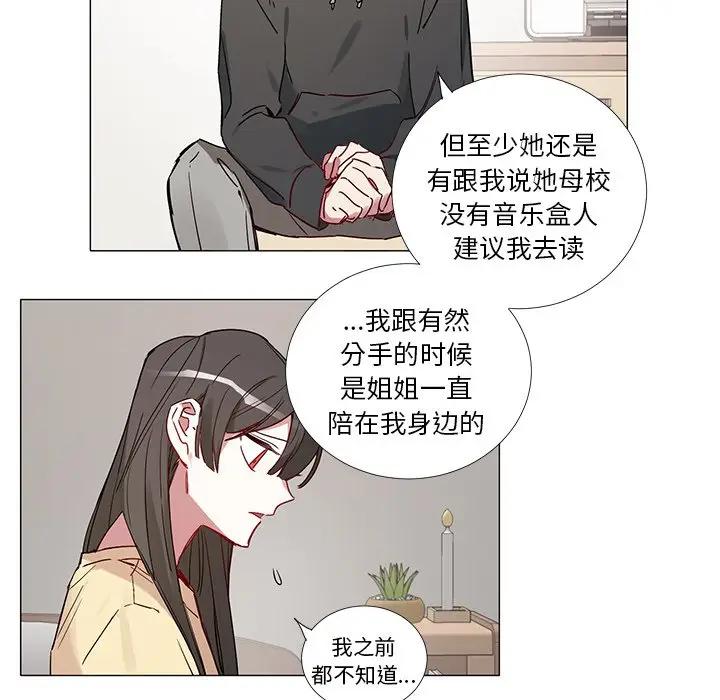 但至少她还是
有跟我说她母校
没有音乐盒人
建议我去读
...我跟有然
分手的时候
是姐姐一直
陪在我身边的
我之前
都不知道...